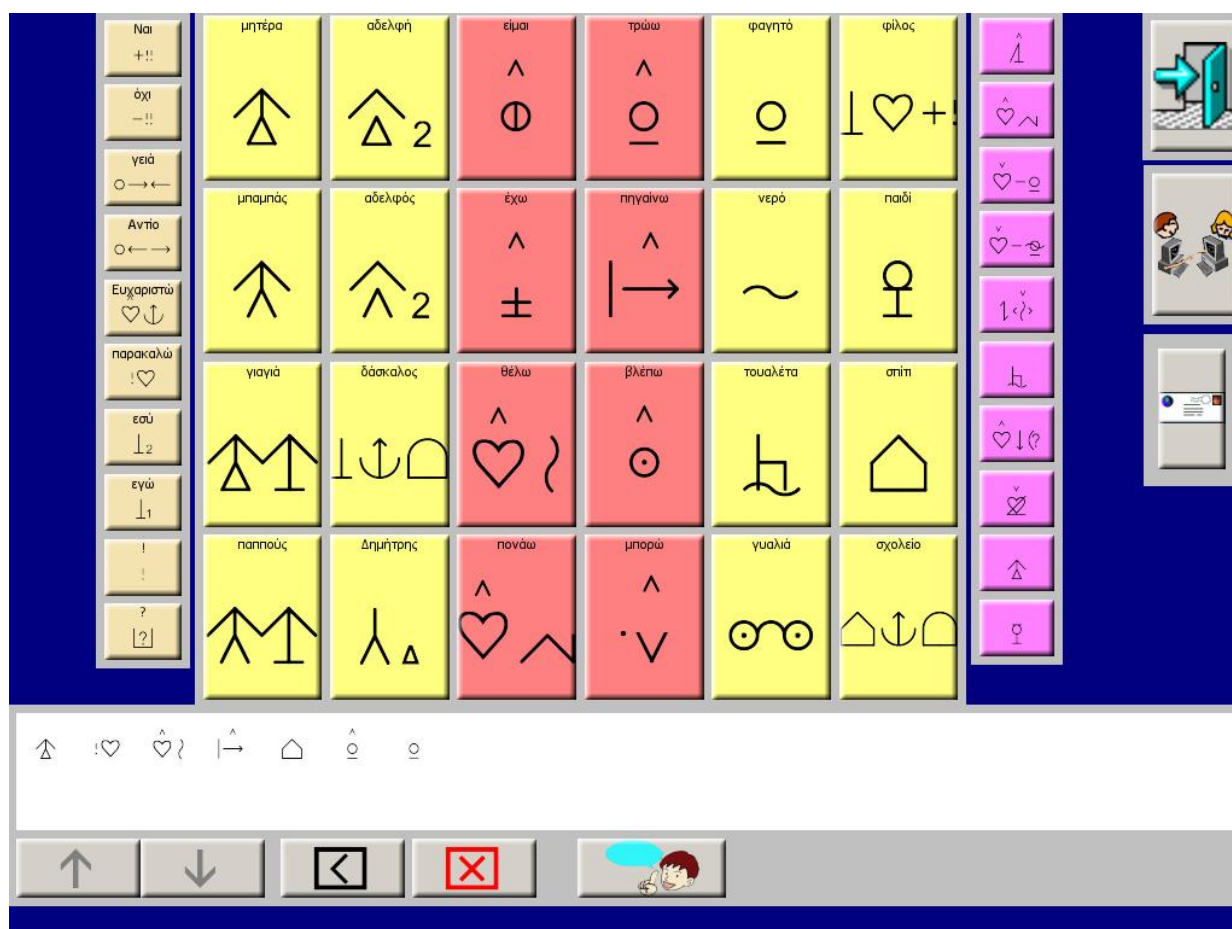 Ναι
όχι
γειά
Αντίο
Ευχαριστώ
παρακαλώ
εσύ
εγώ
!
?
μητέρα αδελφή είμαι τρώω φαγητό φίλος
μπαμπάς αδελφός έχω πηγαίνω νερό παιδί
γιαγιά δάσκαλος θέλω βλέπω τουαλέτα σπίτι
παππούς Δημήτρης πονάω μπορώ γυαλιά σχολείο